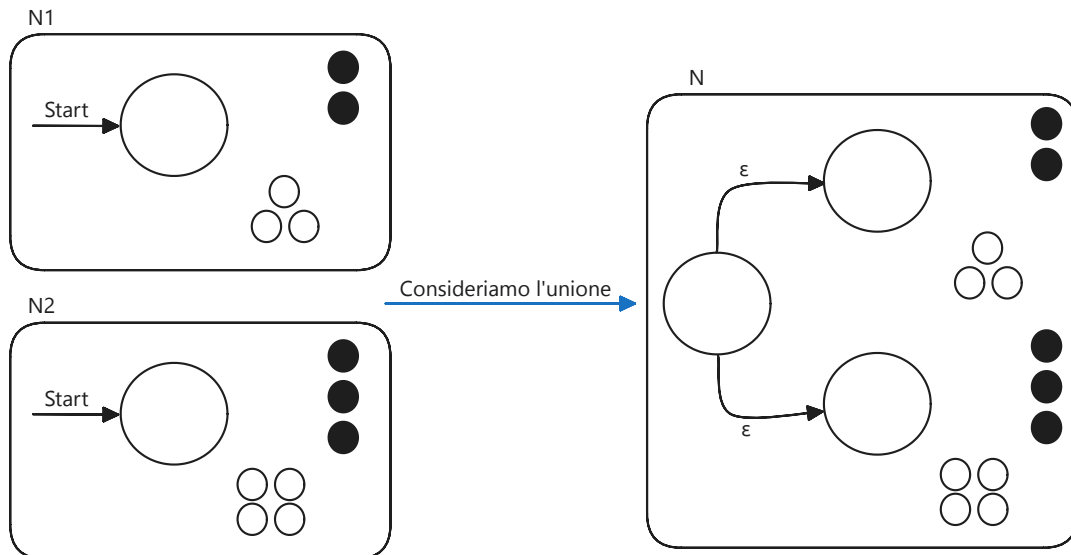 N1
Start
N2
Start
Consideriamo l'unione
N
ε
ε